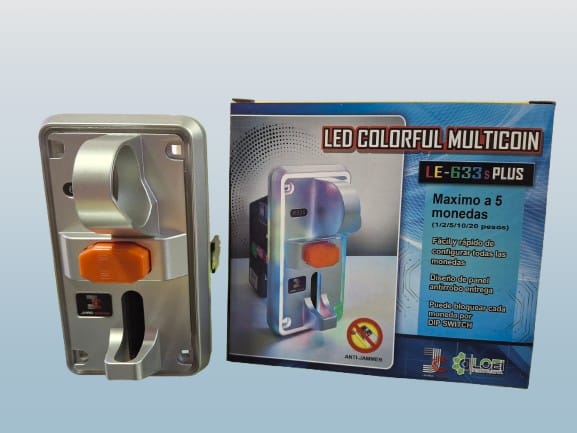 LED COLORFUL MULTICOIN
LE-633s PLUS
Maximo a 5
monedas
(1/2/5/10/20 pesos)
Fácil y rápido de
configurar todas las
monedas
Diseño de panel
antirrobo entrega
Puede bloquear cada
moneda por
DIP SWITCH
ANTI-JAMMER